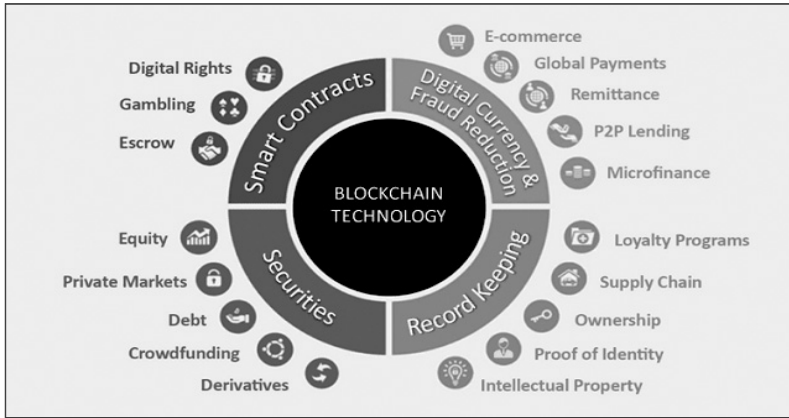 E-commerce
Global Payments
Digital Rights
Remittance
Gambling
P2P Lending
Escrow
Microfinance
Smart Contracts
Digital Currency &
Fraud Reduction
BLOCKCHAIN
TECHNOLOGY
Securities
Record Keeping
Equity
Private Markets
Debt
Crowdfunding
Derivatives
Loyalty Programs
Supply Chain
Ownership
Proof of Identity
Intellectual Property